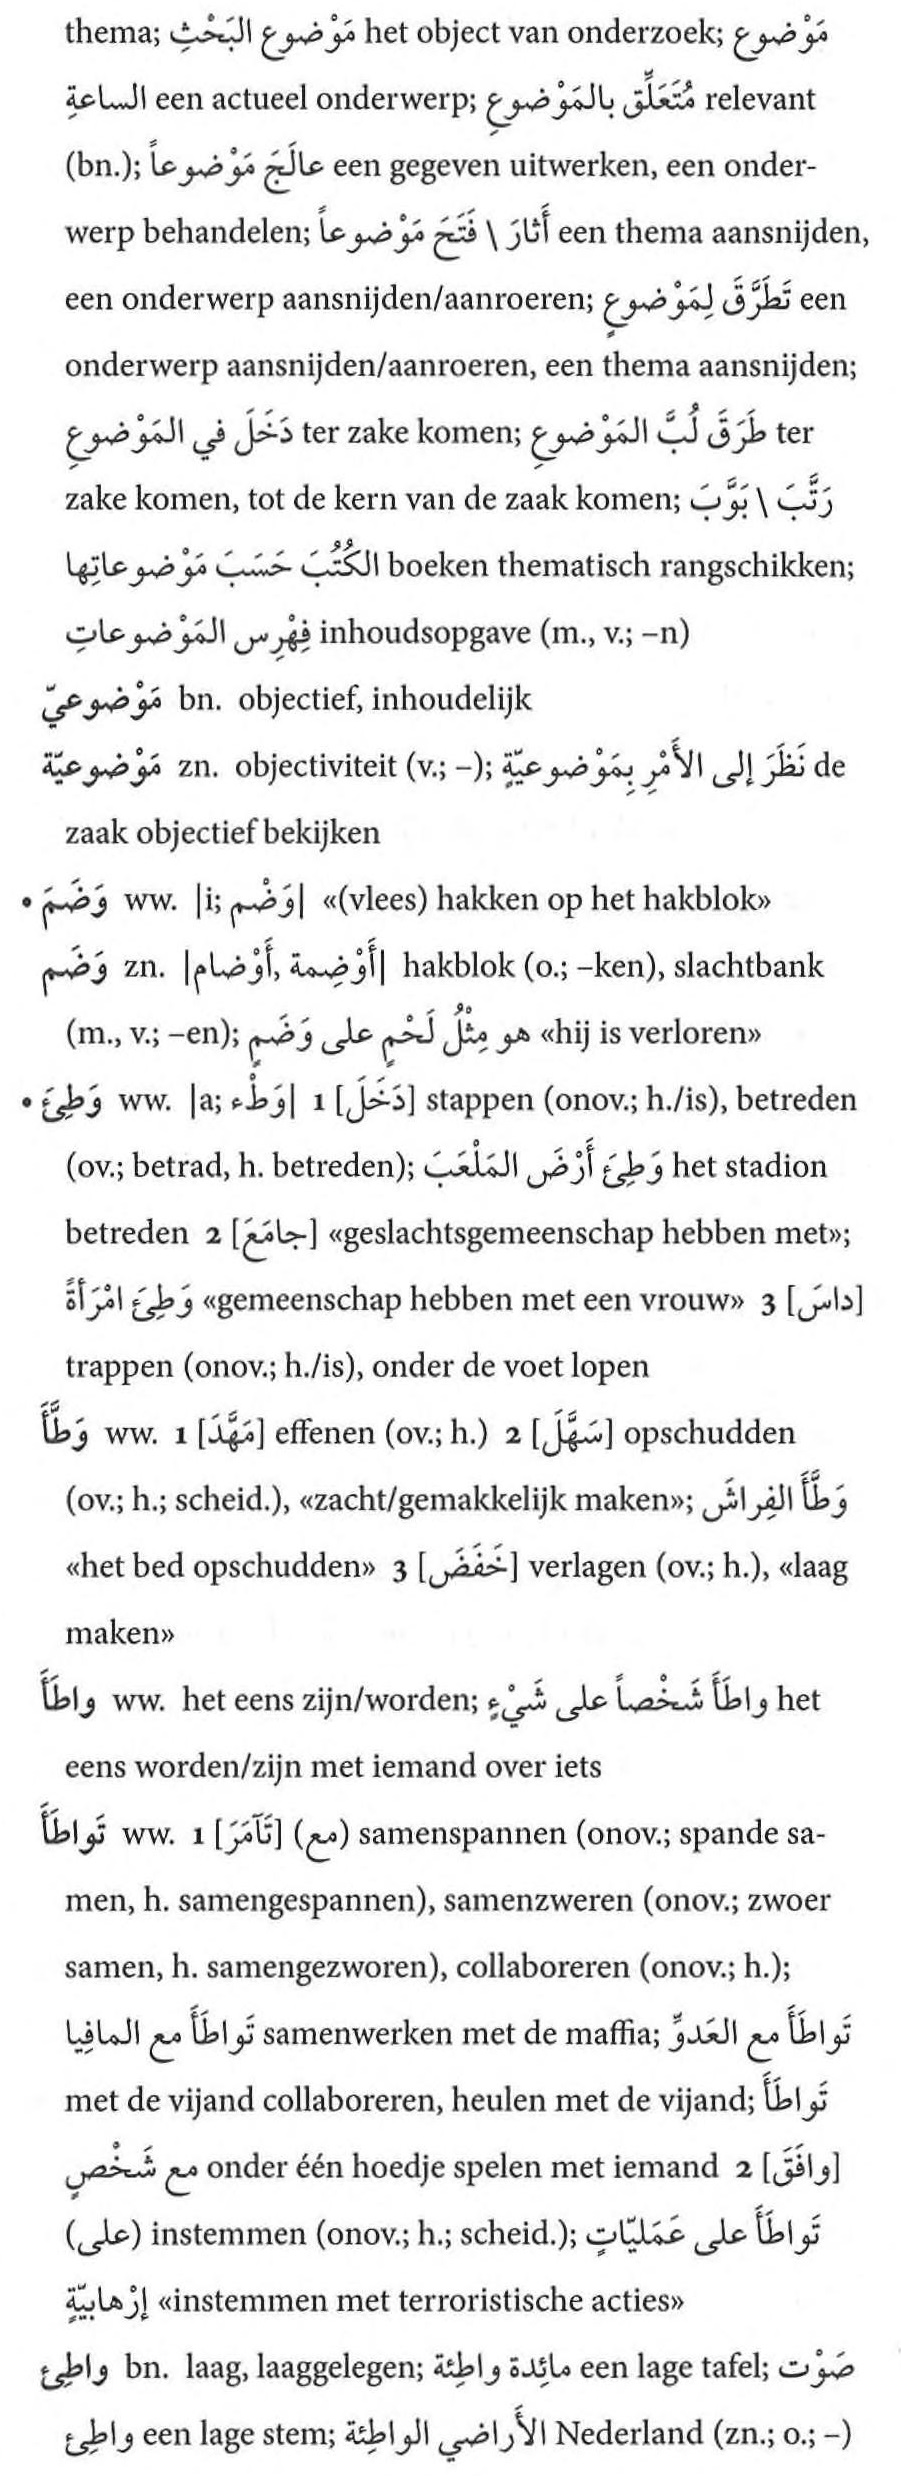 thema; مَوْضوع البَحْثِ het object van onderzoek; مَوْضوع
الساعةِ een actueel onderwerp; مُتَعَلِّق بالمَوْضوعِ relevant
(bn.); عالَجَ مَوْضوعاً een gegeven uitwerken, een onder-
werp behandelen; أَثارَ \ فَتَحَ مَوْضوعاً een thema aansnijden,
een onderwerp aansnijden/aanroeren; تَطَرَّقَ لِمَوْضوعٍ een
onderwerp aansnijden/aanroeren, een thema aansnijden;
دَخَلَ في المَوْضوعِ ter zake komen; طَرَقَ لُبَّ المَوْضوعِ ter
zake komen, tot de kern van de zaak komen; رَتَّبَ \ بَوَّبَ
الكُتُبَ حَسَبَ مَوْضوعاتِها boeken thematisch rangschikken;
فِهْرِس المَوْضوعاتِ inhoudsopgave (m., v.; –n)
مَوْضوعيّ bn. objectief, inhoudelijk
مَوْضوعيّة zn. objectiviteit (v.; –); نَظَرَ إلى الأَمْرِ بِمَوْضوعيّةٍ de
zaak objectief bekijken
• وَضَمَ ww. |i; وَضْم| «(vlees) hakken op het hakblok»
وَضَم zn. |أَوْضِمة, أَوْضام| hakblok (o.; –ken), slachtbank
(m., v.; –en); هو مِثْلُ لَحْمٍ على وَضَمٍ «hij is verloren»
• وَطِئَ ww. |a; وَطْء| 1 [دَخَلَ] stappen (onov.; h./is), betreden
(ov.; betrad, h. betreden); وَطِئَ أَرْضَ المَلْعَبَ het stadion
betreden 2 [جامَعَ] «geslachtsgemeenschap hebben met»;
وَطِئَ امْرَأةً «gemeenschap hebben met een vrouw» 3 [داسَ]
trappen (onov.; h./is), onder de voet lopen
وَطَّأَ ww. 1 [مَهَّدَ] effenen (ov.; h.) 2 [سَهَّلَ] opschudden
(ov.; h.; scheid.), «zacht/gemakkelijk maken»; وَطَّأَ الفِراشَ
«het bed opschudden» 3 [خَفَضَ] verlagen (ov.; h.), «laag
maken»
واطَأَ ww. het eens zijn/worden; واطَأَ شَخْصاً على شَيْءٍ het
eens worden/zijn met iemand over iets
تَواطَأَ ww. 1 [تَآمَرَ] (مع) samenspannen (onov.; spande sa-
men, h. samengespannen), samenzweren (onov.; zwoer
samen, h. samengezworen), collaboreren (onov.; h.);
تَواطَأَ مع المافِيا samenwerken met de maffia; تَواطَأَ مع العَدوِّ
met de vijand collaboreren, heulen met de vijand; تَواطَأَ
مع شَخْصٍ onder één hoedje spelen met iemand 2 [وافَقَ]
(على) instemmen (onov.; h.; scheid.); تَواطَأَ على عَمَليّاتٍ
إرْهابيّةٍ «instemmen met terroristische acties»
واطِئ bn. laag, laaggelegen; مائِدة واطِئة een lage tafel; صَوْت
واطِئ een lage stem; الأَراضي الواطِئة Nederland (zn.; o.; –)